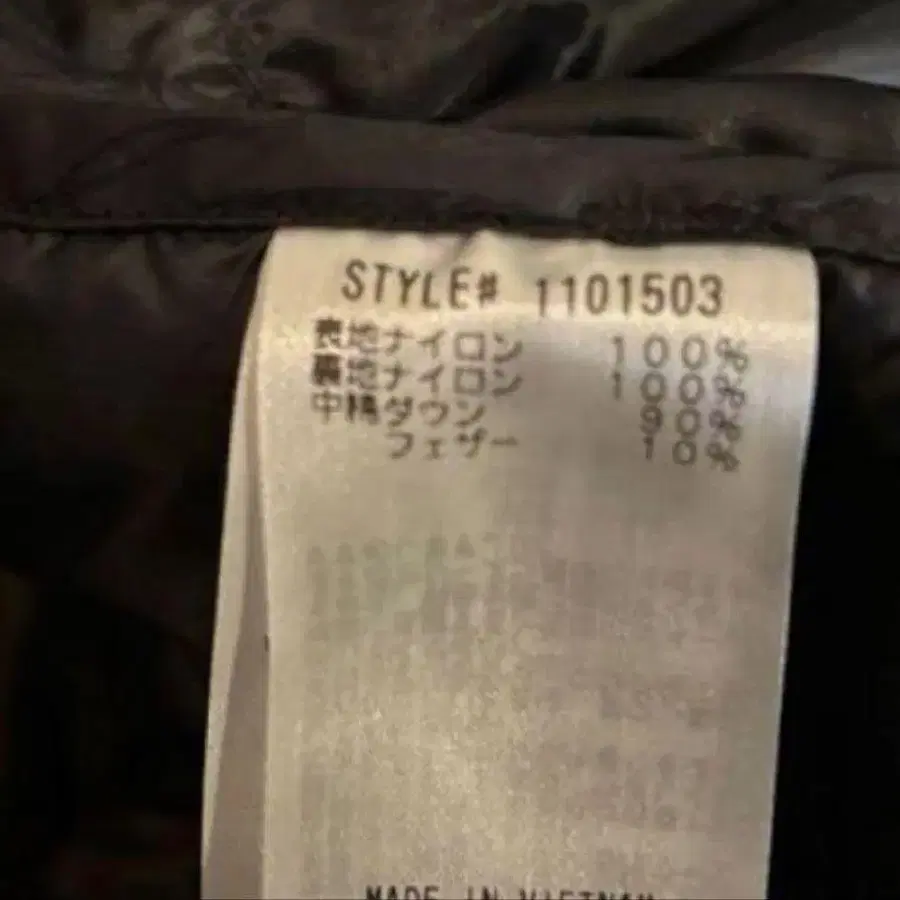 STYLE# 1101503
表地ナイロン 100%
裏地ナイロン 100%
中綿ダウン 90%
フェザー 10%
MADE IN VIETNAM